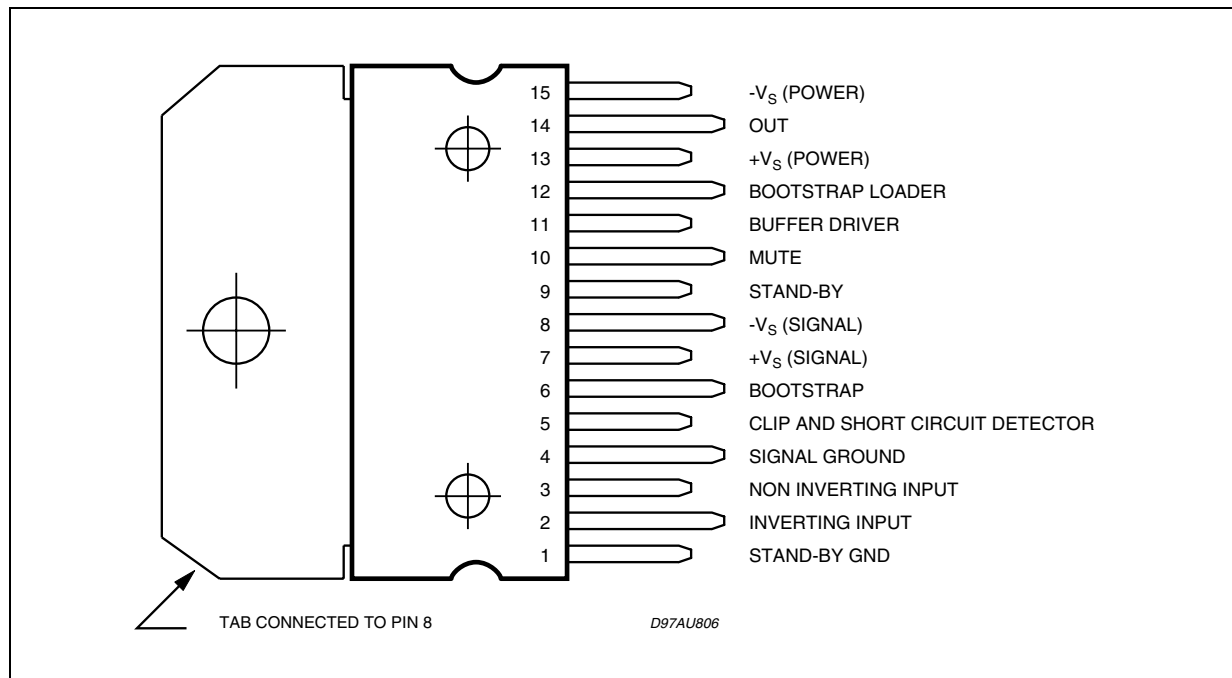 15 -VS (POWER)
14 OUT
13 +VS (POWER)
12 BOOTSTRAP LOADER
11 BUFFER DRIVER
10 MUTE
9 STAND-BY
8 -VS (SIGNAL)
7 +VS (SIGNAL)
6 BOOTSTRAP
5 CLIP AND SHORT CIRCUIT DETECTOR
4 SIGNAL GROUND
3 NON INVERTING INPUT
2 INVERTING INPUT
1 STAND-BY GND
TAB CONNECTED TO PIN 8
D97AU806